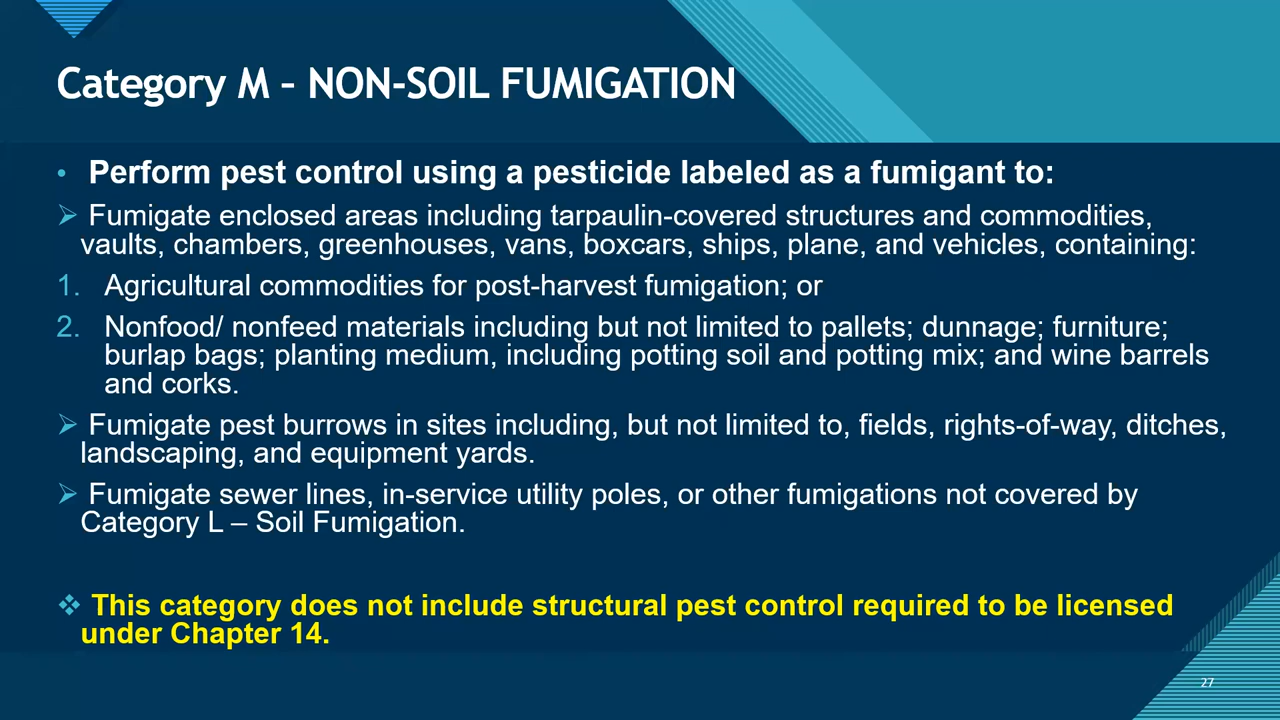 Category M – NON-SOIL FUMIGATION
• Perform pest control using a pesticide labeled as a fumigant to:
➢ Fumigate enclosed areas including tarpaulin-covered structures and commodities,
vaults, chambers, greenhouses, vans, boxcars, ships, plane, and vehicles, containing:
1. Agricultural commodities for post-harvest fumigation; or
2. Nonfood/ nonfeed materials including but not limited to pallets; dunnage; furniture;
burlap bags; planting medium, including potting soil and potting mix; and wine barrels
and corks.
➢ Fumigate pest burrows in sites including, but not limited to, fields, rights-of-way, ditches,
landscaping, and equipment yards.
➢ Fumigate sewer lines, in-service utility poles, or other fumigations not covered by
Category L – Soil Fumigation.
❖ This category does not include structural pest control required to be licensed
under Chapter 14.
27